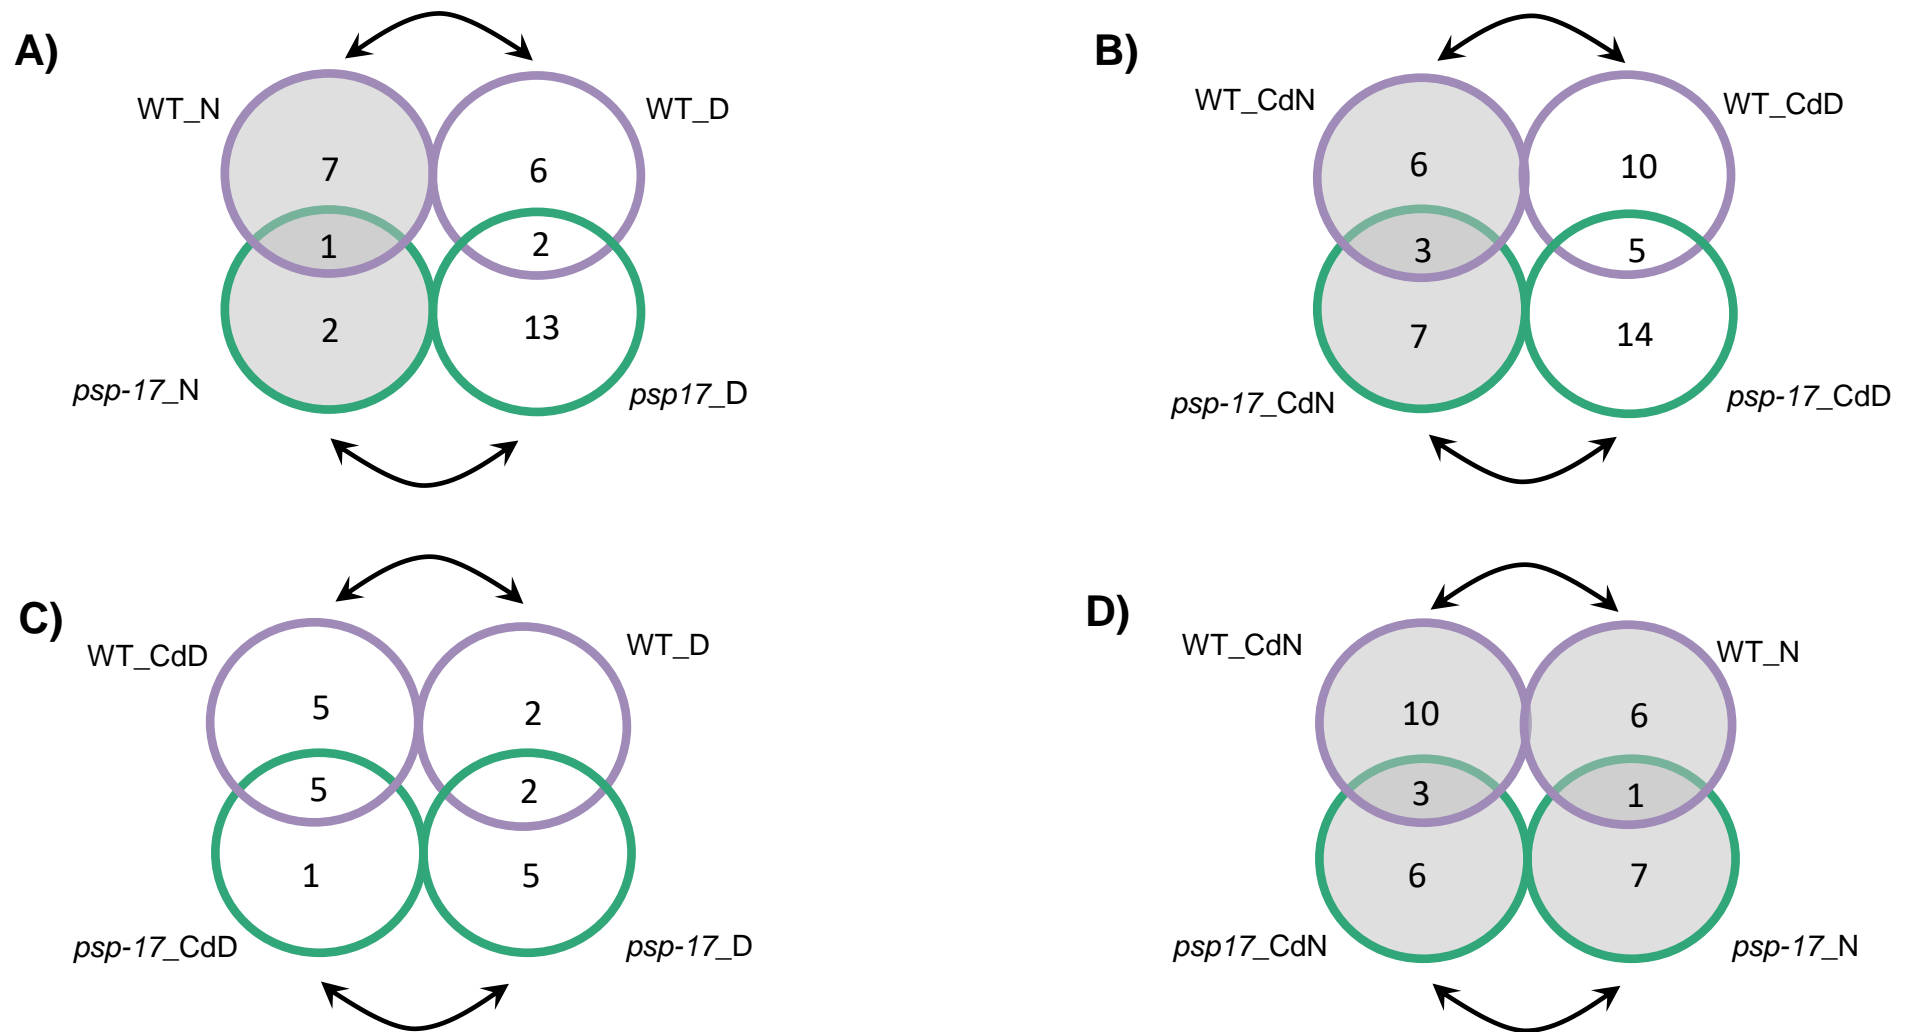 A)
WT_N
WT_D
7
6
1
2
2
13
psp-17_N
psp17_D
B)
WT_CdN
WT_CdD
6
10
3
5
7
14
psp-17_CdN
psp-17_CdD
C)
WT_CdD
WT_D
5
2
5
2
1
5
psp-17_CdD
psp-17_D
D)
WT_CdN
WT_N
10
6
3
1
6
7
psp17_CdN
psp-17_N